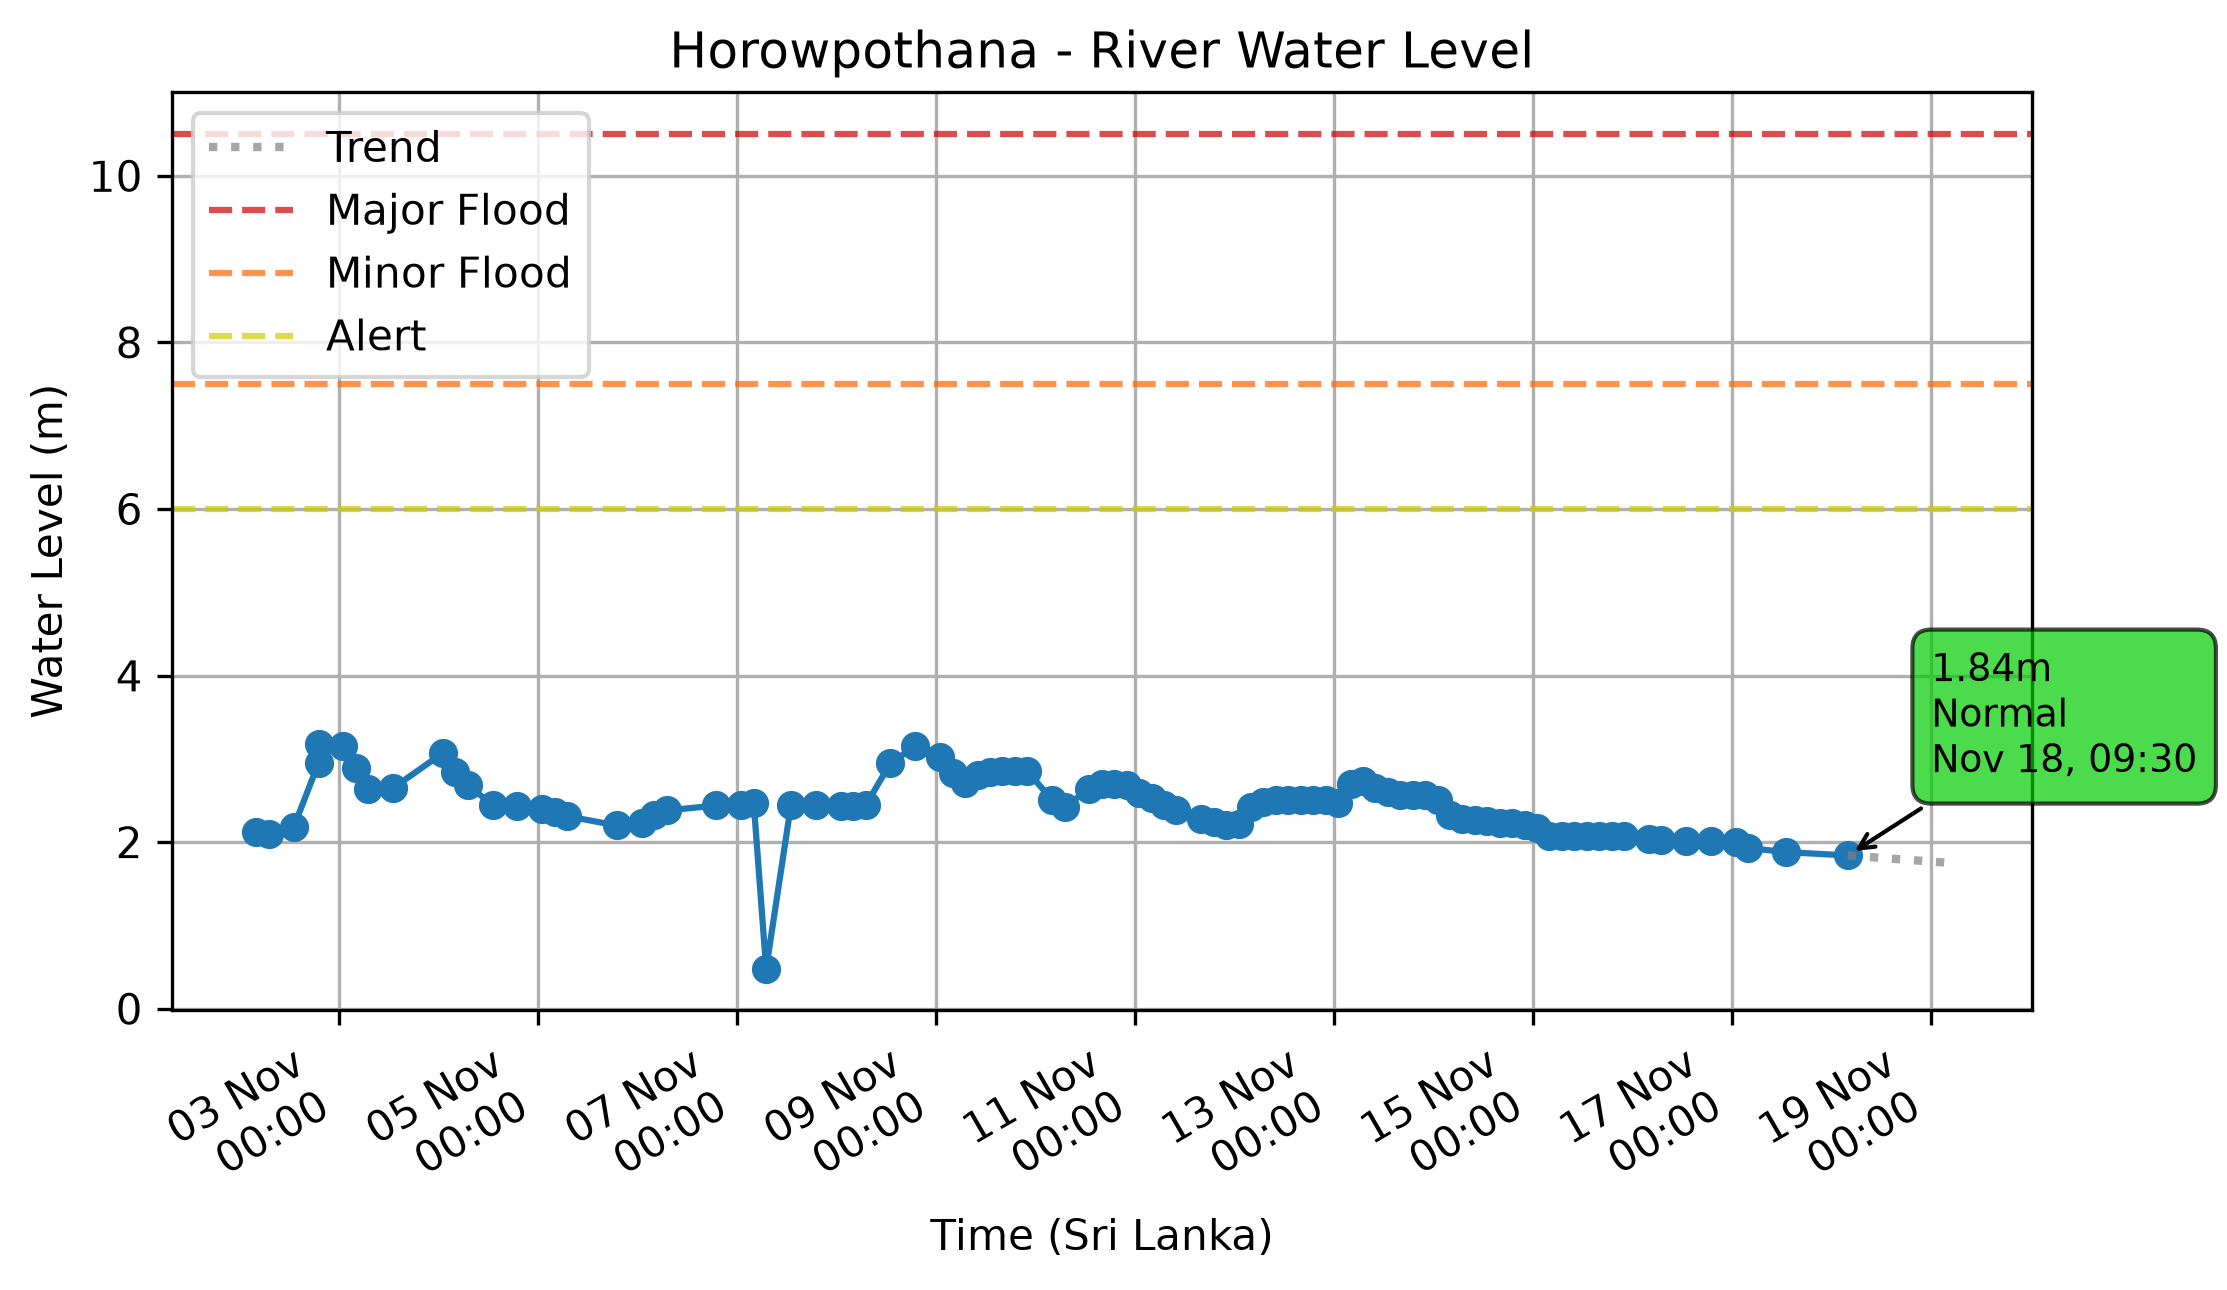 Horowpothana - River Water Level
Trend
Major Flood
Minor Flood
Alert
Water Level (m)
10
8
6
4
2
0
1.84m
Normal
Nov 18, 09:30
03 Nov
00:00
05 Nov
00:00
07 Nov
00:00
09 Nov
00:00
11 Nov
00:00
13 Nov
00:00
15 Nov
00:00
17 Nov
00:00
19 Nov
00:00
Time (Sri Lanka)